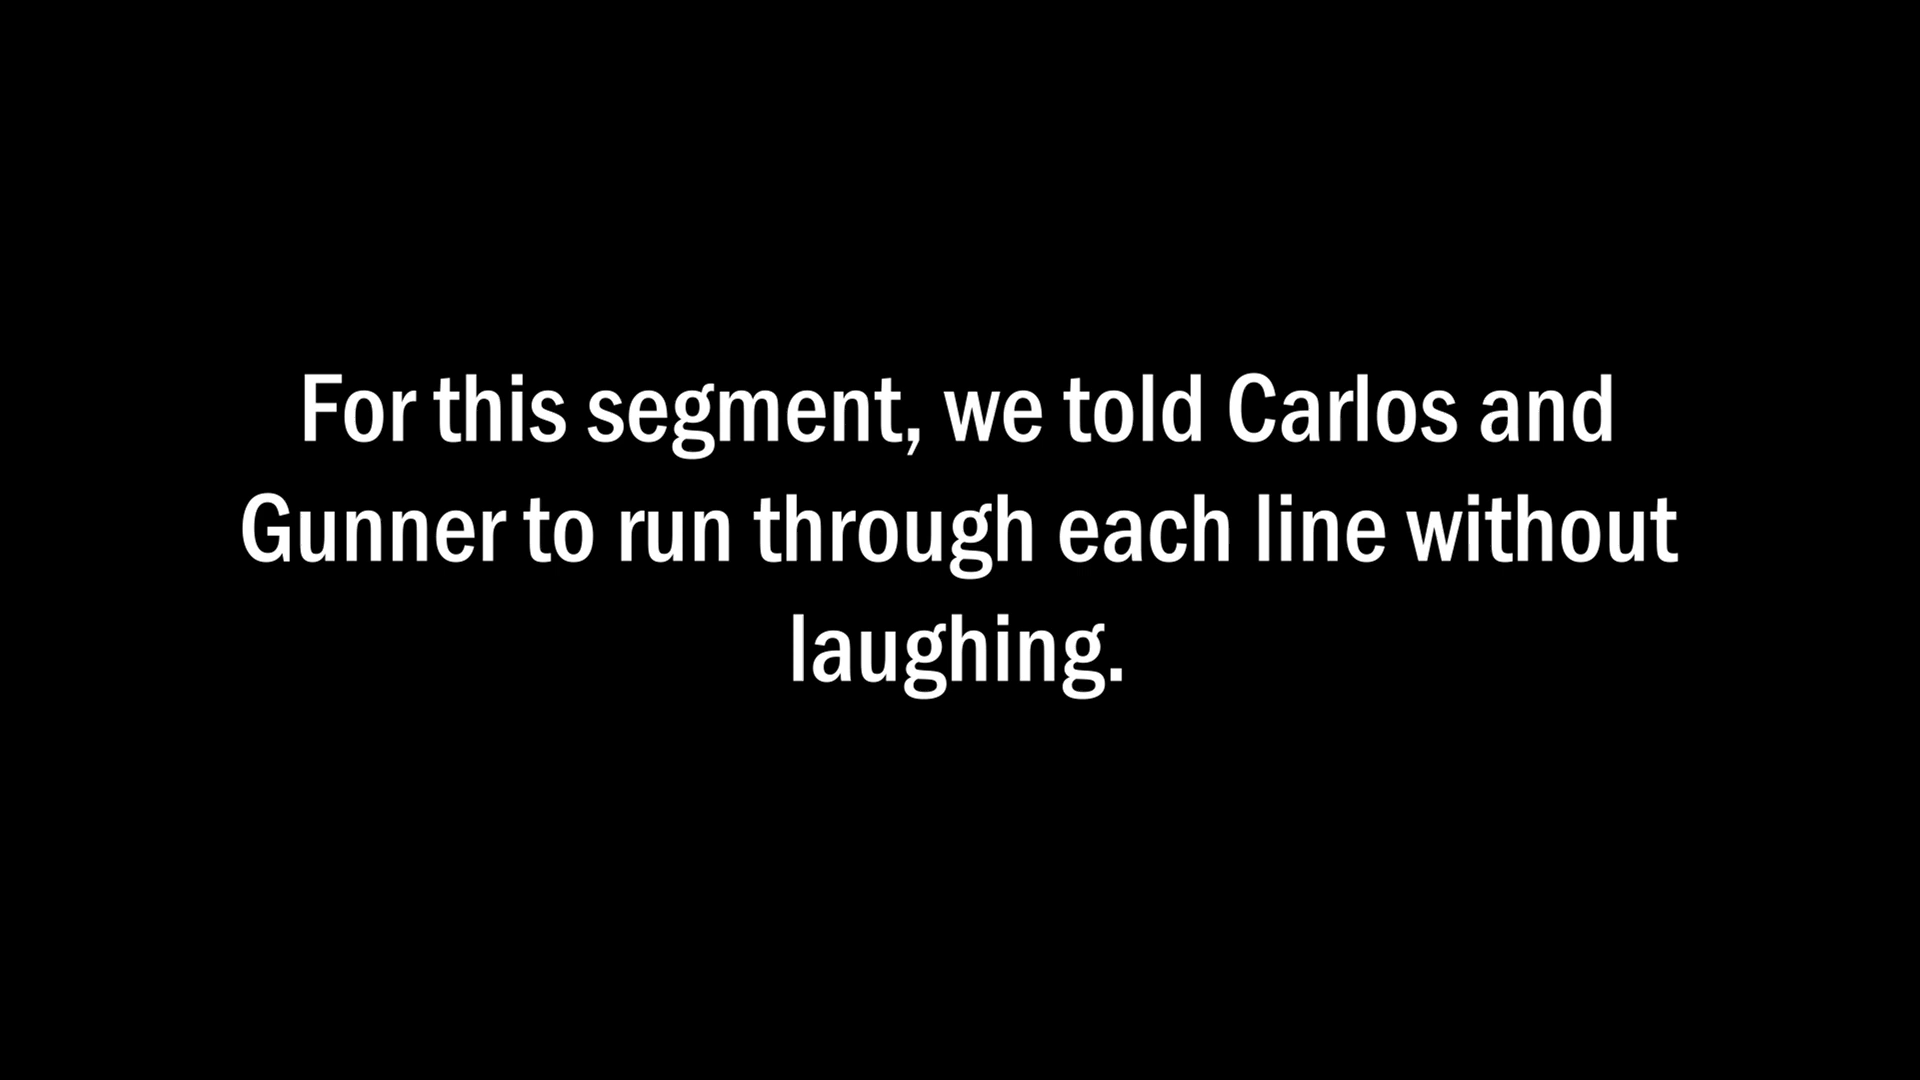 For this segment, we told Carlos and
Gunner to run through each line without
laughing.